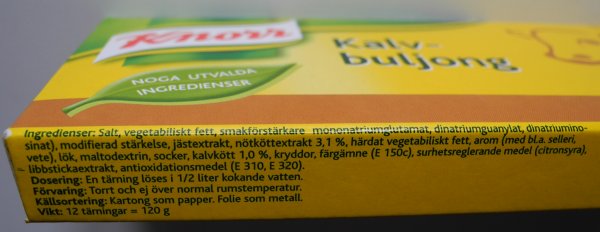 Knorr
Kalv-
buljong
NOGA UTVALDA
INGREDIENSER
Ingredienser: Salt, vegetabiliskt fett, smakförstärkare mononatriumglutamat, dinatriumguanylat, dinatriumino-
sinat), modifierad stärkelse, jästextrakt, nötköttextrakt 3,1 %, härdat vegetabiliskt fett, arom (med bl.a. selleri,
vete), lök, maltodextrin, socker, kalvkött 1,0 %, kryddor, färgämne (E 150c), surhetsreglerande medel (citronsyra),
libbstickaextrakt, antioxidationsmedel (E 310, E 320).
Dosering: En tärning löses i 1/2 liter kokande vatten.
Förvaring: Torrt och ej över normal rumstemperatur.
Källsortering: Kartong som papper. Folie som metall.
Vikt: 12 tärningar = 120 g